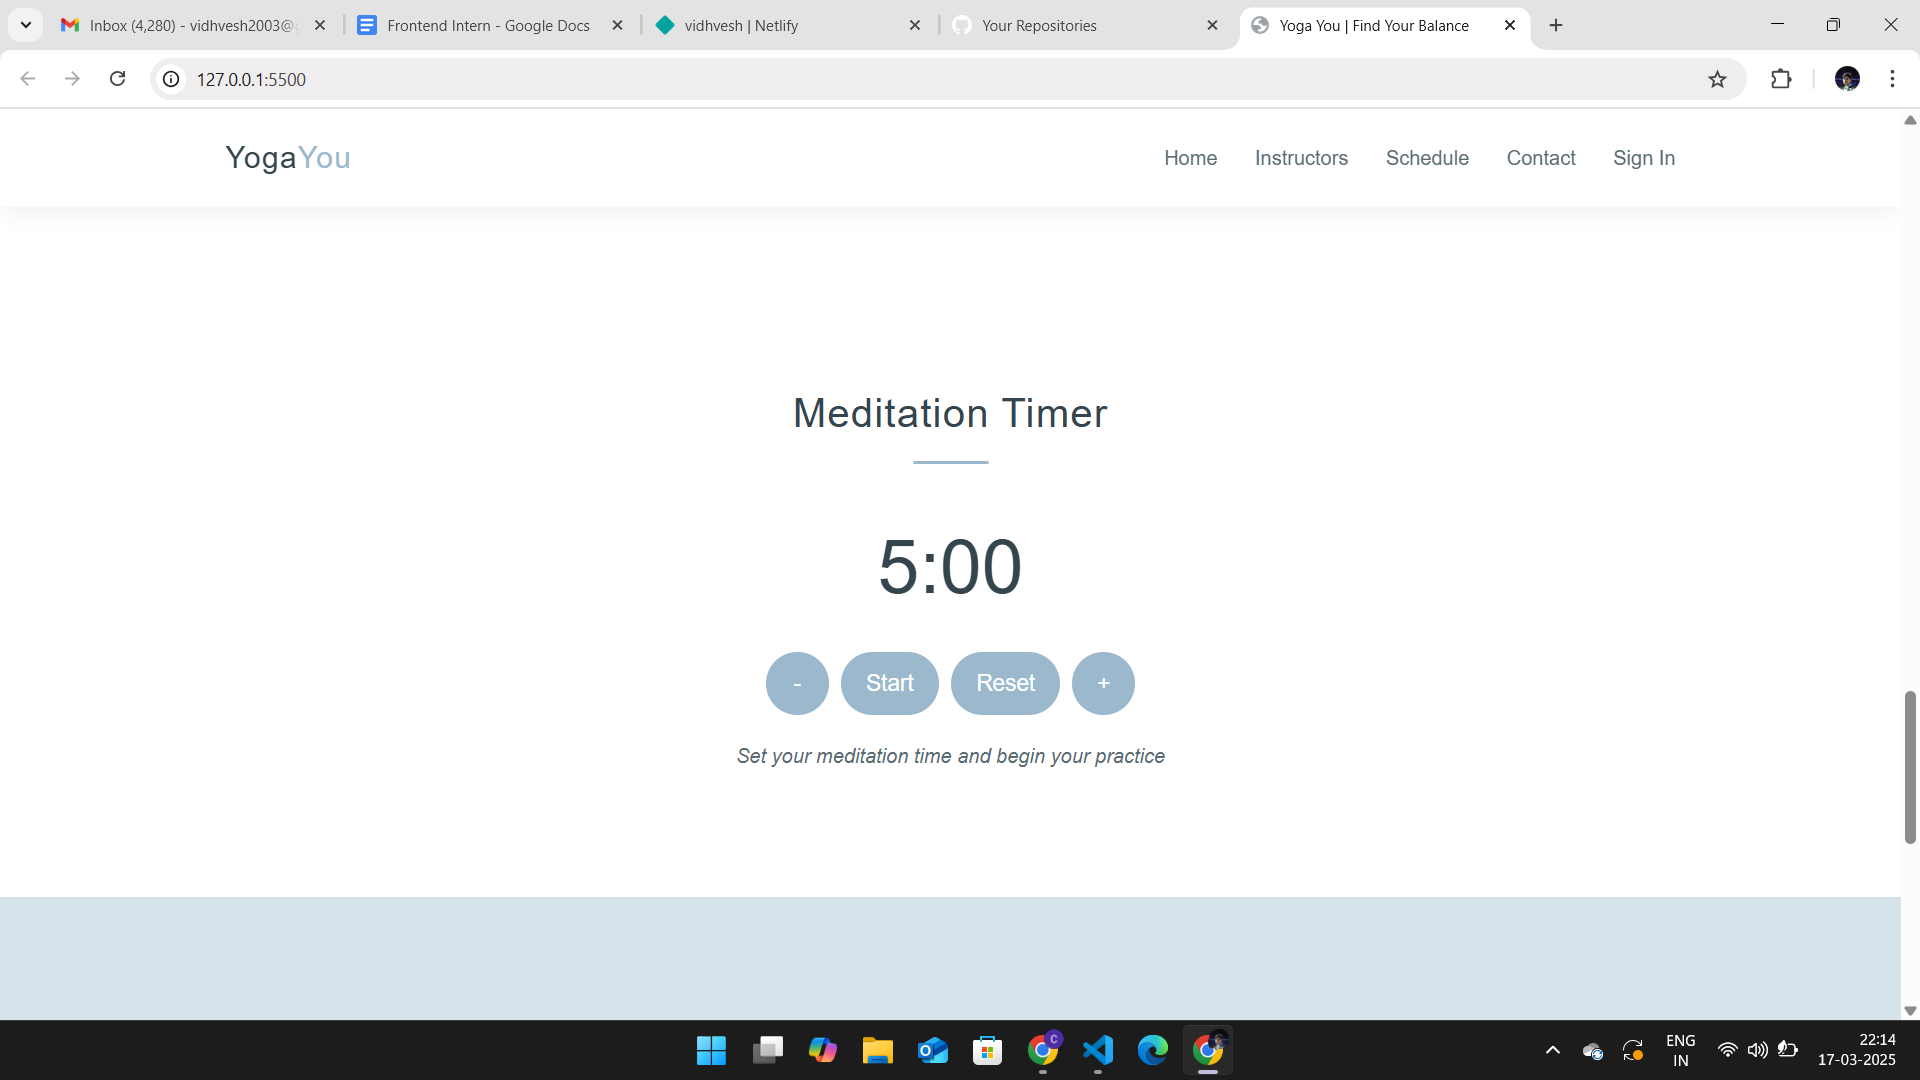 Inbox (4,280) - vidhvesh2003@
Frontend Intern - Google Docs
vidhvesh | Netlify
Your Repositories
Yoga You | Find Your Balance
127.0.0.1:5500
YogaYou
Home
Instructors
Schedule
Contact
Sign In
Meditation Timer
5:00
-
Start
Reset
+
Set your meditation time and begin your practice
C
ENG
IN
22:14
17-03-2025